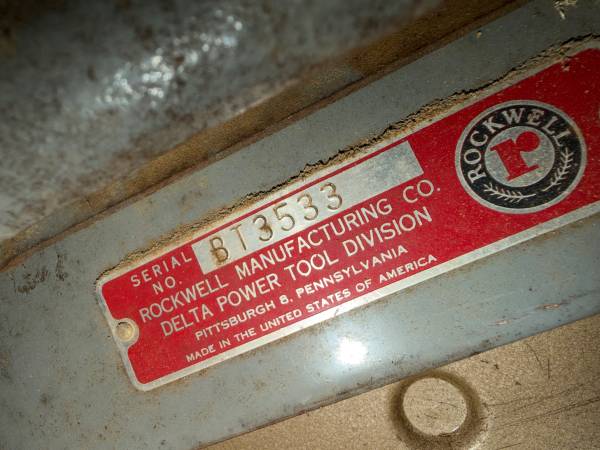 SERIAL
NO.
BT3533
ROCKWELL MANUFACTURING CO.
DELTA POWER TOOL DIVISION
PITTSBURGH 8, PENNSYLVANIA
MADE IN THE UNITED STATES OF AMERICA
ROCKWELL
r